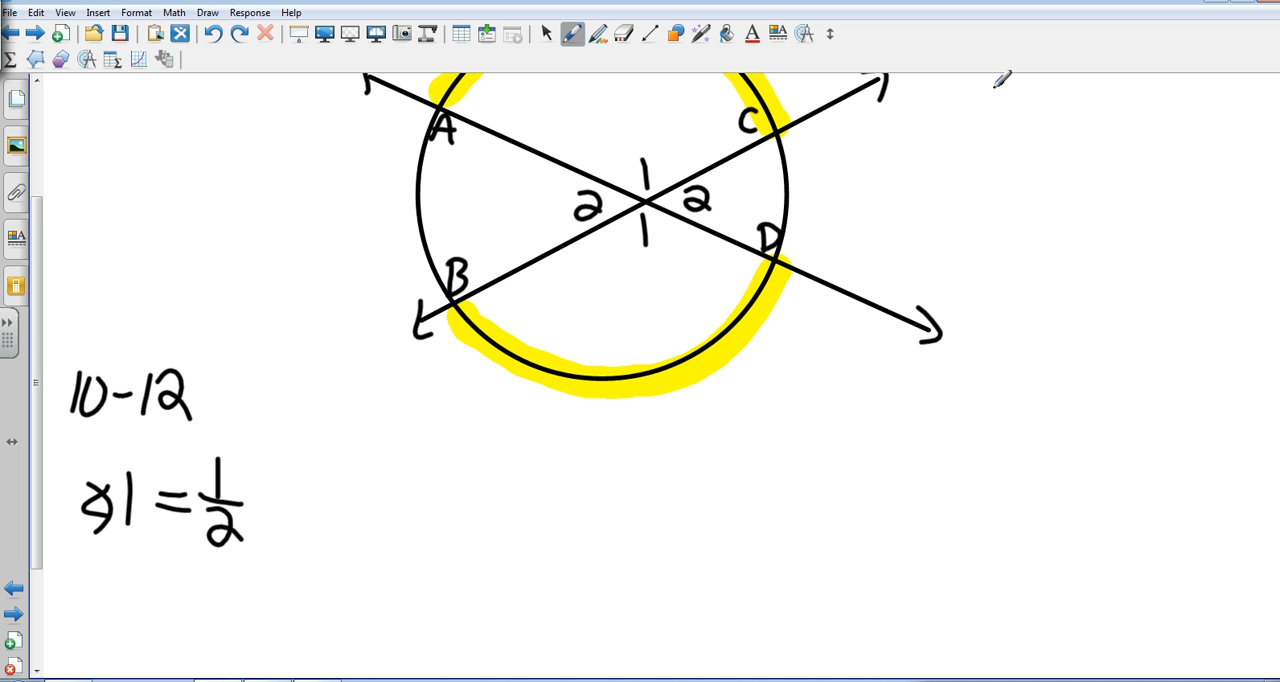 File Edit View Insert Format Math Draw Response Help
A
C
1
2 2
1
D
B
10-12
∡1 = 1/2